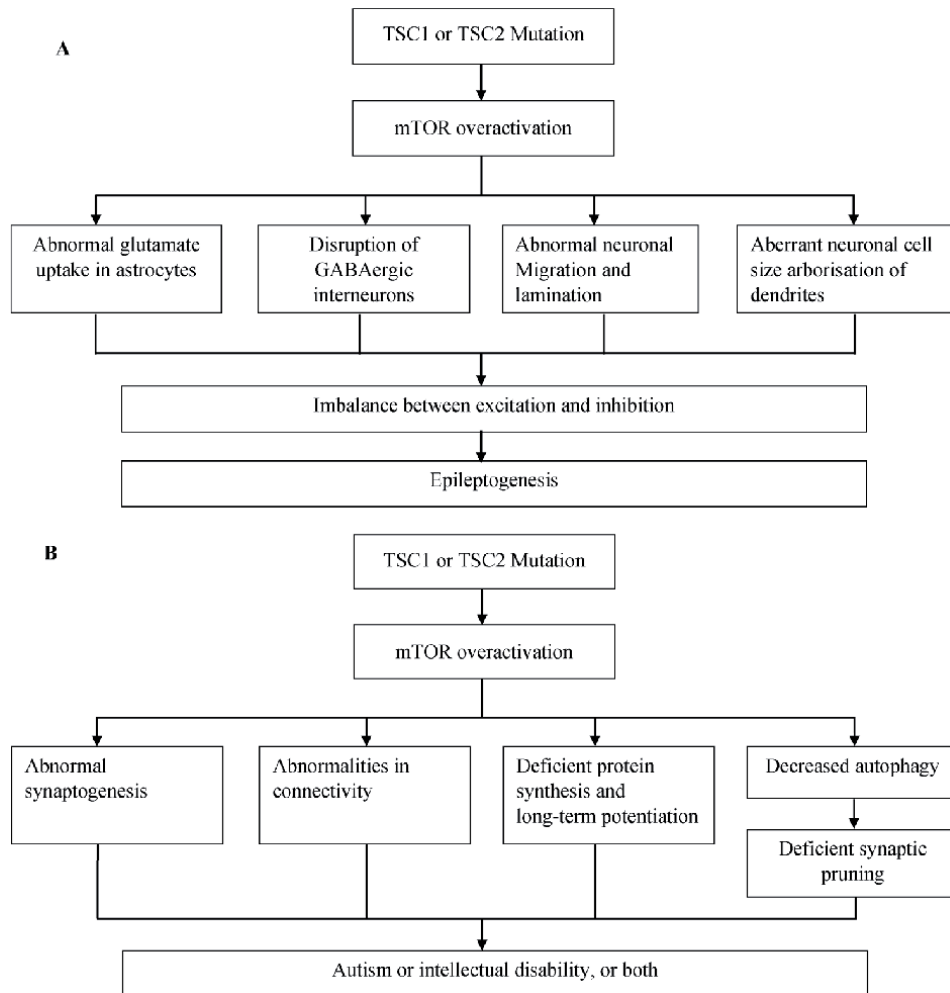 A
TSC1 or TSC2 Mutation
mTOR overactivation
Abnormal glutamate
uptake in astrocytes
Disruption of
GABAergic
interneurons
Abnormal neuronal
Migration and
lamination
Aberrant neuronal cell
size arborisation of
dendrites
Imbalance between excitation and inhibition
Epileptogenesis
B
TSC1 or TSC2 Mutation
mTOR overactivation
Abnormal
synaptogenesis
Abnormalities in
connectivity
Deficient protein
synthesis and
long-term potentiation
Decreased autophagy
Deficient synaptic
pruning
Autism or intellectual disability, or both